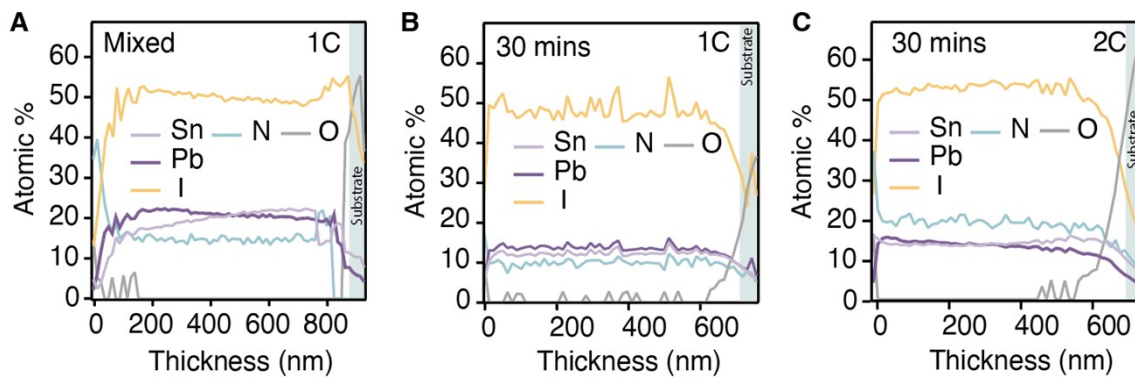 A
Mixed 1C
60
50
40
30
20
10
0
Atomic %
Sn N O
Pb
I
Substrate
0 200 400 600 800
Thickness (nm)
B
30 mins 1C
60
50
40
30
20
10
0
Atomic %
Sn N O
Pb
I
Substrate
0 200 400 600
Thickness (nm)
C
30 mins 2C
60
50
40
30
20
10
0
Atomic %
Sn N O
Pb
I
Substrate
0 200 400 600
Thickness (nm)